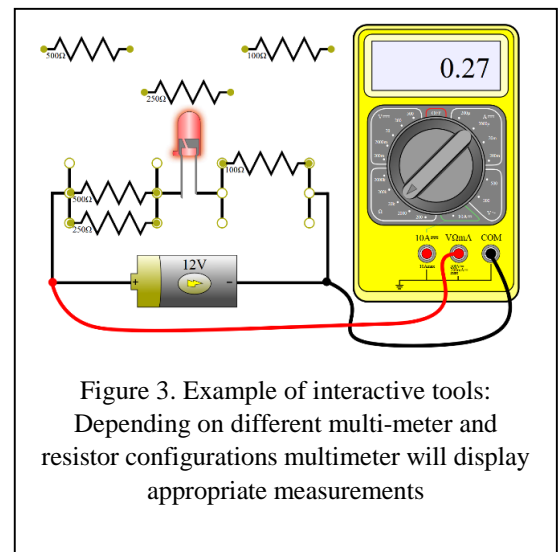 500Ω
100Ω
0.27
250Ω
100Ω
500Ω
250Ω
12V
+
−
10A VΩmA COM
Figure 3. Example of interactive tools:
Depending on different multi-meter and
resistor configurations multimeter will display
appropriate measurements